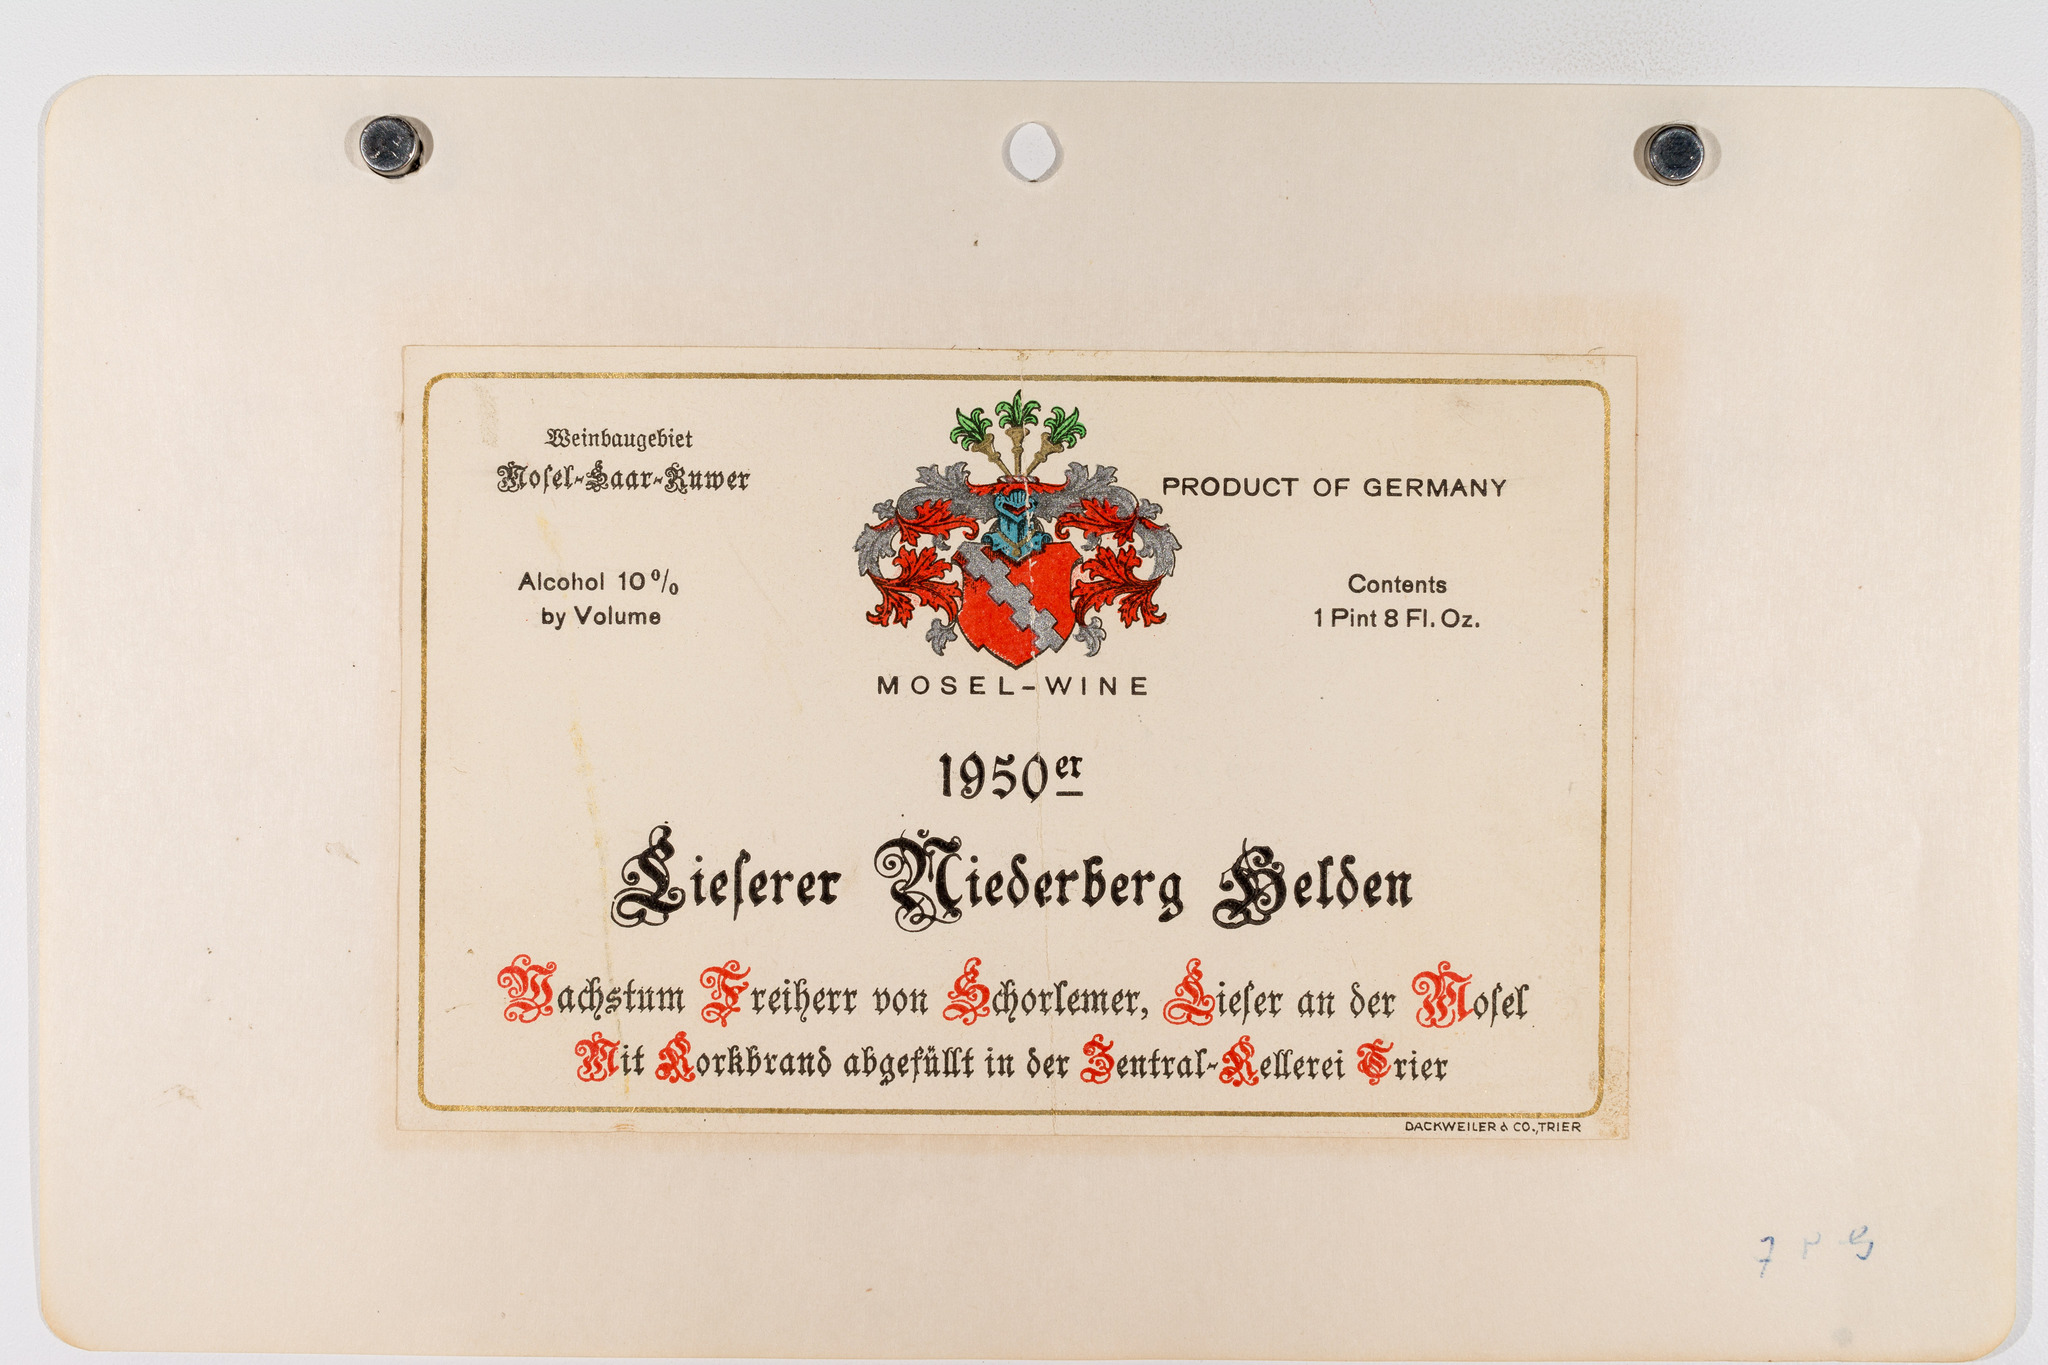 Weinbaugebiet
Mosel-Saar-Ruwer
PRODUCT OF GERMANY
Alcohol 10%
by Volume
Contents
1 Pint 8 Fl. Oz.
MOSEL-WINE
1950er
Lieserer Niederberg Helden
Wachstum Freiherr von Schorlemer, Lieser an der Mosel
Mit Korkbrand abgefüllt in der Zentral-Kellerei Trier
DACKWEILER & CO., TRIER